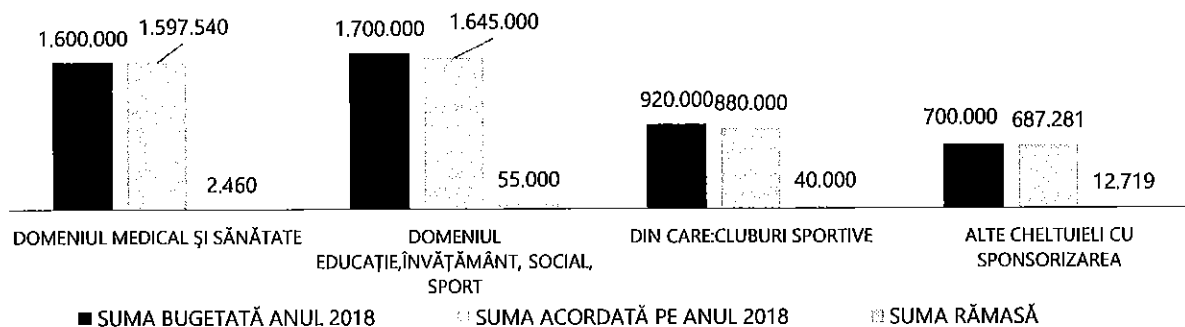 1.600.000 1.597.540 2.460
1.700.000 1.645.000 55.000
920.000 880.000 40.000
700.000 687.281 12.719
DOMENIUL MEDICAL ŞI SĂNĂTATE
DOMENIUL
EDUCAŢIE,ÎNVĂŢĂMÂNT, SOCIAL,
SPORT
DIN CARE:CLUBURI SPORTIVE
ALTE CHELTUIELI CU
SPONSORIZAREA
SUMA BUGETATĂ ANUL 2018 SUMA ACORDATĂ PE ANUL 2018 SUMA RĂMASĂ